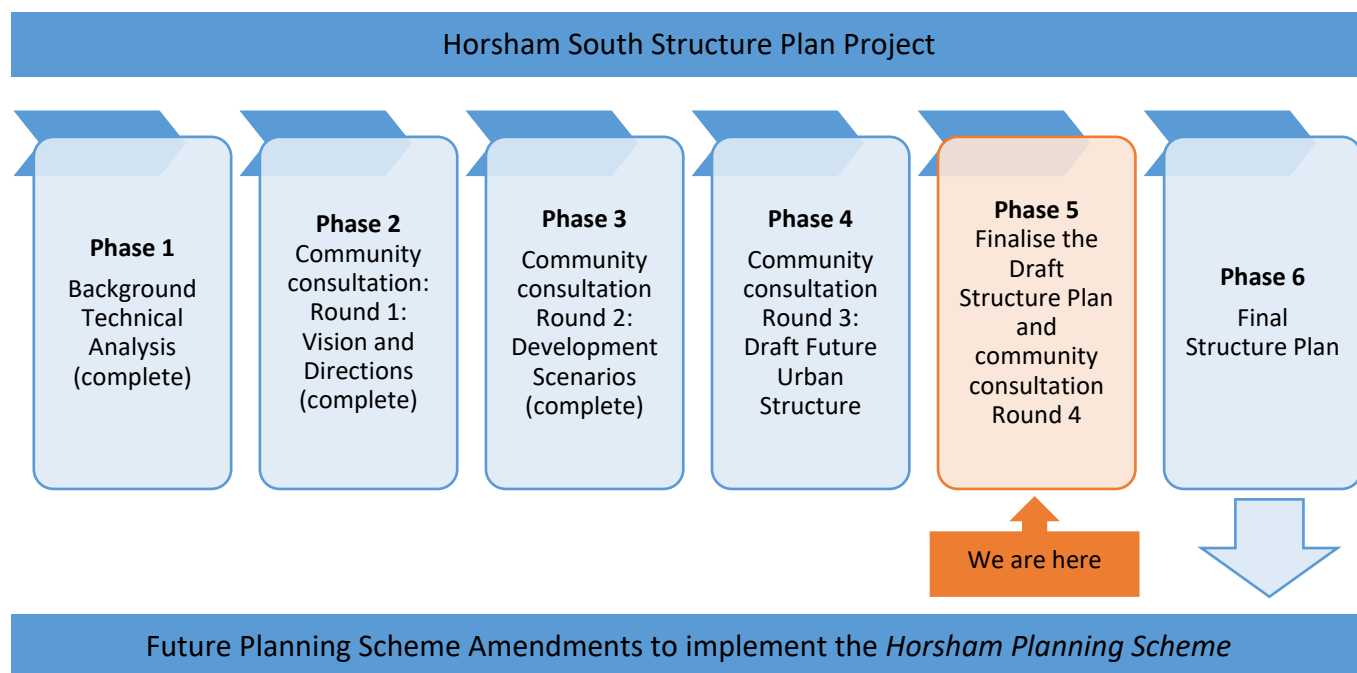 Horsham South Structure Plan Project
Phase 1
Background
Technical
Analysis
(complete)
Phase 2
Community
consultation:
Round 1:
Vision and
Directions
(complete)
Phase 3
Community
consultation
Round 2:
Development
Scenarios
(complete)
Phase 4
Community
consultation
Round 3:
Draft Future
Urban
Structure
Phase 5
Finalise the
Draft
Structure Plan
and
community
consultation
Round 4
Phase 6
Final
Structure Plan
We are here
Future Planning Scheme Amendments to implement the Horsham Planning Scheme